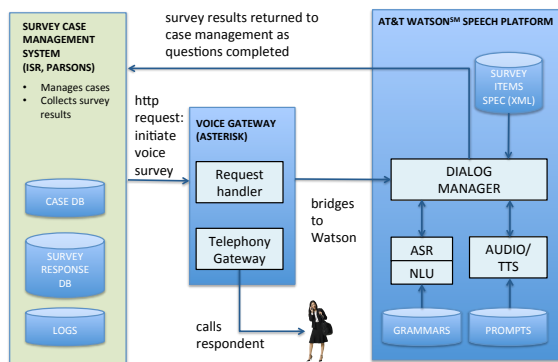 SURVEY CASE
MANAGEMENT
SYSTEM
(ISR, PARSONS)
• Manages cases
• Collects survey
results
CASE DB
SURVEY
RESPONSE
DB
LOGS
survey results returned to
case management as
questions completed
http
request:
initiate
voice
survey
VOICE GATEWAY
(ASTERISK)
Request
handler
Telephony
Gateway
calls
respondent
bridges
to
Watson
AT&T WATSON℠ SPEECH PLATFORM
SURVEY
ITEMS
SPEC (XML)
DIALOG
MANAGER
ASR
NLU
AUDIO/
TTS
GRAMMARS
PROMPTS